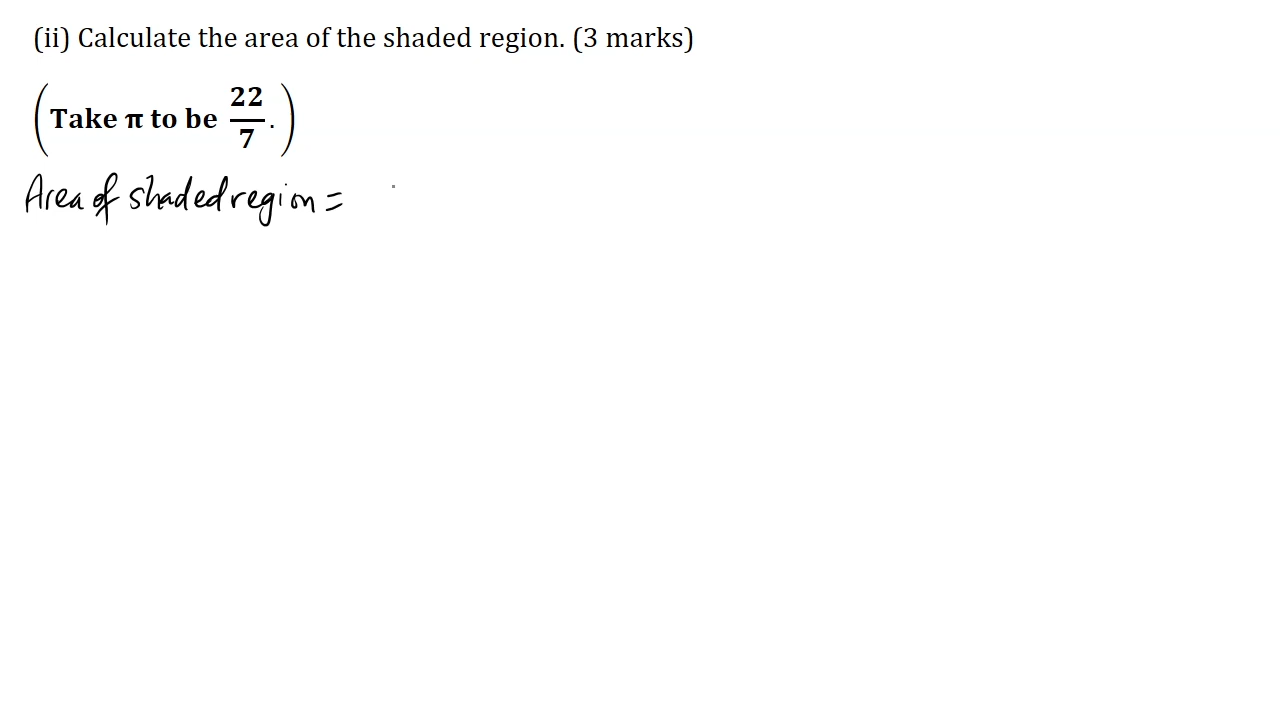 (ii) Calculate the area of the shaded region. (3 marks)
(Take π to be 22/7.)
Area of shaded region =